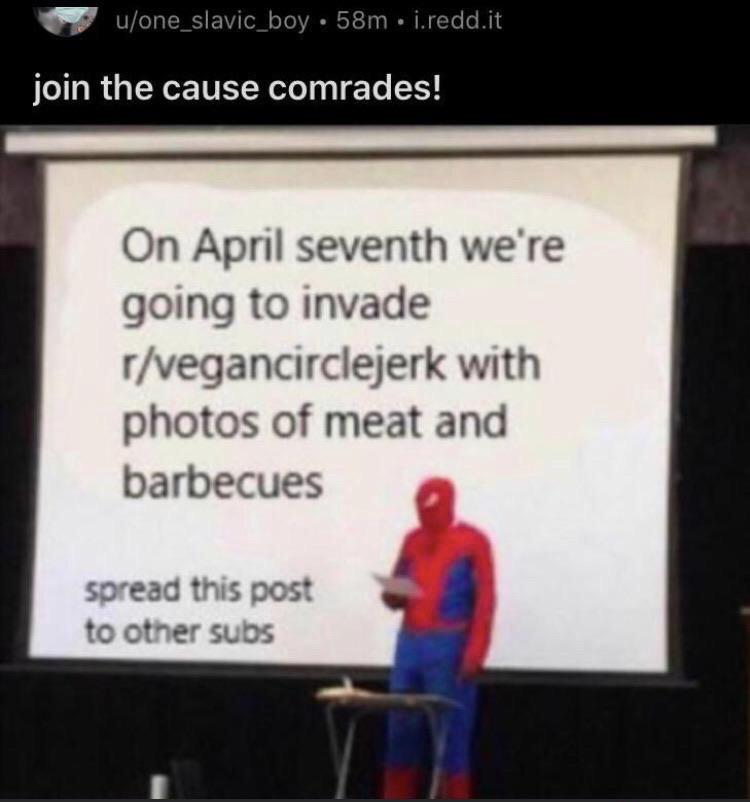 u/one_slavic_boy • 58m • i.redd.it
join the cause comrades!
On April seventh we're
going to invade
r/vegancirclejerk with
photos of meat and
barbecues
spread this post
to other subs